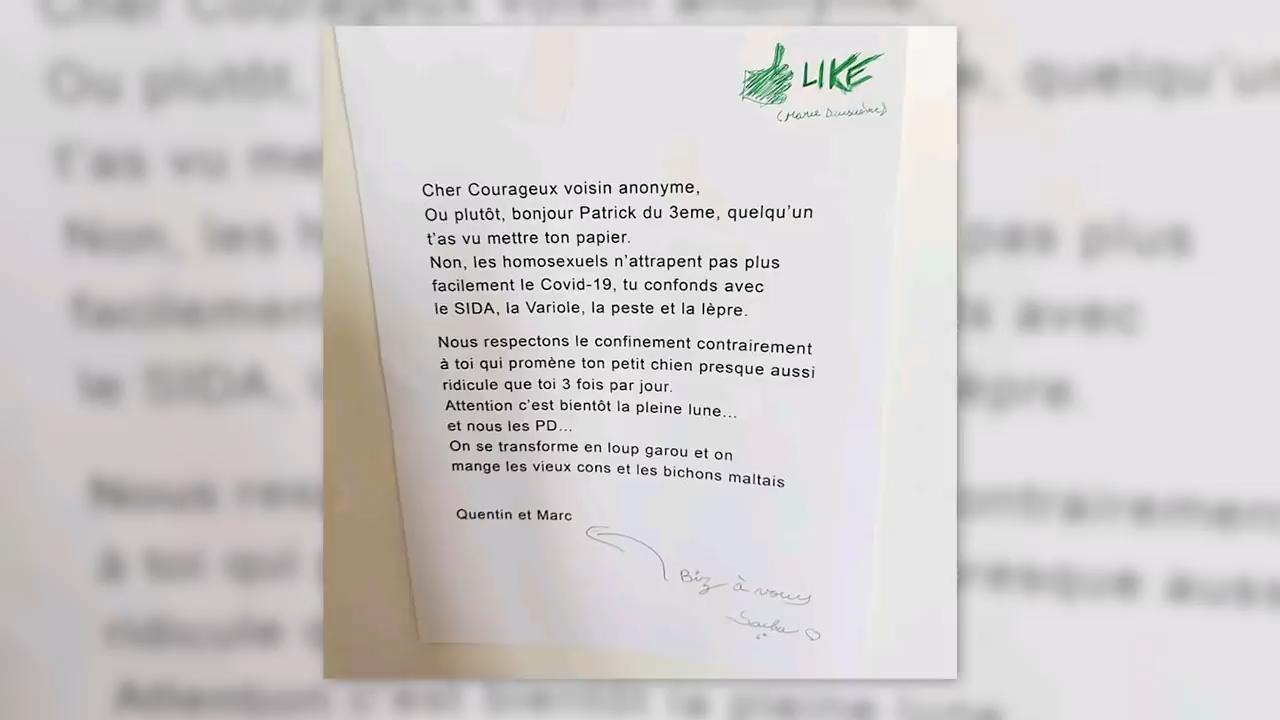 LIKE
Cher Courageux voisin anonyme,
Ou plutôt, bonjour Patrick du 3eme, quelqu'un
t'as vu mettre ton papier.
Non, les homosexuels n'attrapent pas plus
facilement le Covid-19, tu confonds avec
le SIDA, la Variole, la peste et la lèpre.
Nous respectons le confinement contrairement
à toi qui promène ton petit chien presque aussi
ridicule que toi 3 fois par jour.
Attention c'est bientôt la pleine lune...
et nous les PD...
On se transforme en loup garou et on
mange les vieux cons et les bichons maltais
Quentin et Marc
Biz à vous